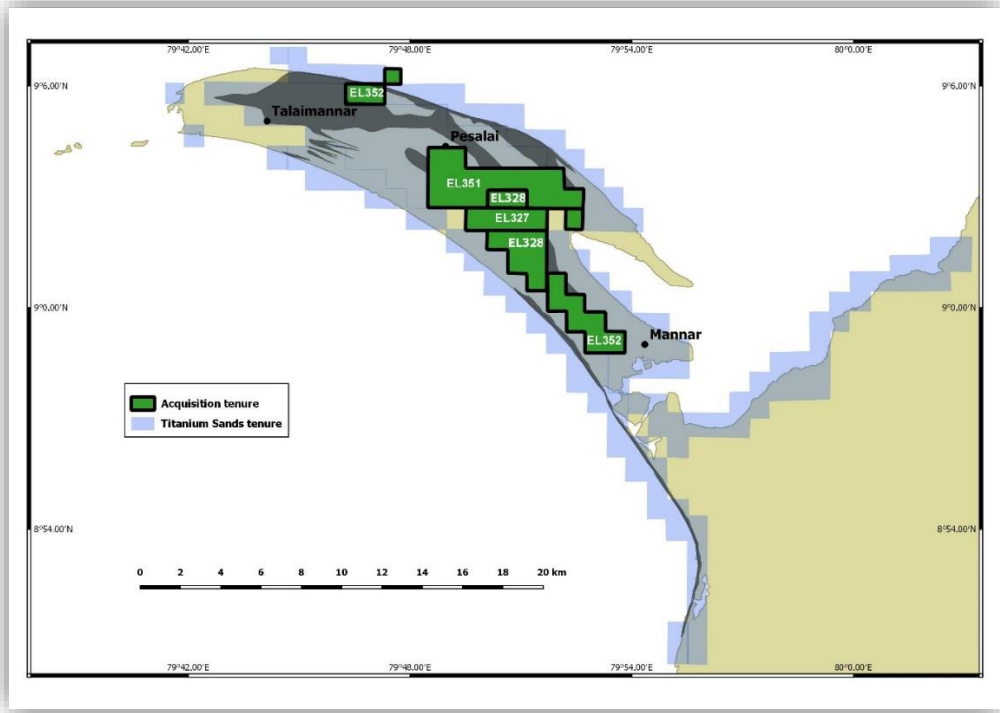 79°42.00'E 79°48.00'E 79°54.00'E 80°0.00'E
9°6.00'N 9°6.00'N
EL352
Talaimannar
Pesalai
EL351
EL328
EL327
EL328
9°0.00'N 9°0.00'N
EL352
Mannar
Acquisition tenure
Titanium Sands tenure
8°54.00'N 8°54.00'N
0 2 4 6 8 10 12 14 16 18 20 km
79°42.00'E 79°48.00'E 79°54.00'E 80°0.00'E